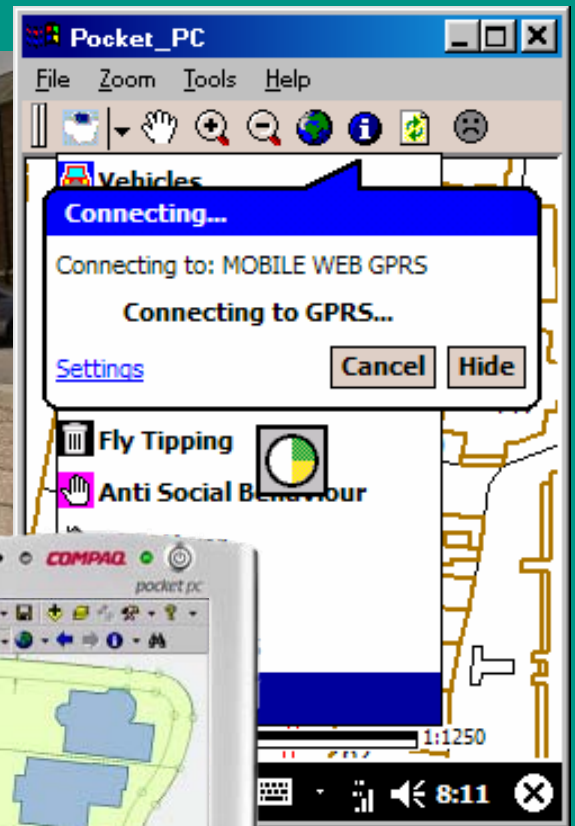 Pocket_PC
File Zoom Tools Help
Vehicles
Connecting...
Connecting to: MOBILE WEB GPRS
Connecting to GPRS...
Settings Cancel Hide
Fly Tipping
Anti Social Behaviour
COMPAQ
pocket pc
1:1250
8:11